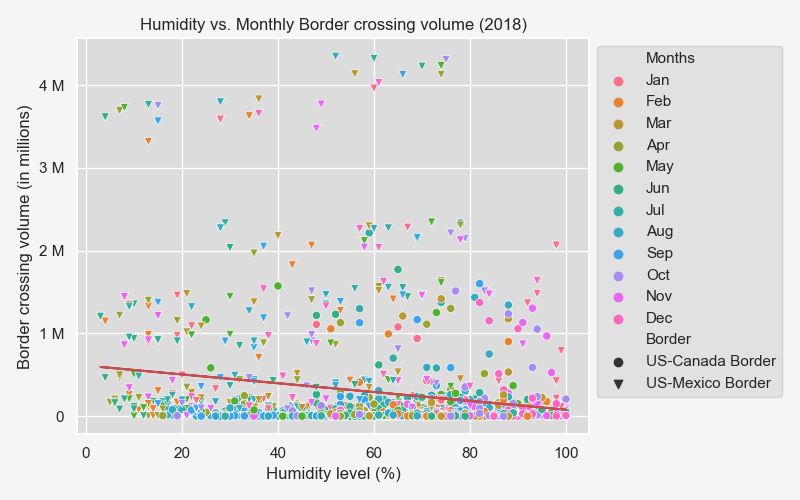 Humidity vs. Monthly Border crossing volume (2018)
Border crossing volume (in millions)
4 M
3 M
2 M
1 M
0
0 20 40 60 80 100
Humidity level (%)
Months
Jan
Feb
Mar
Apr
May
Jun
Jul
Aug
Sep
Oct
Nov
Dec
Border
US-Canada Border
US-Mexico Border